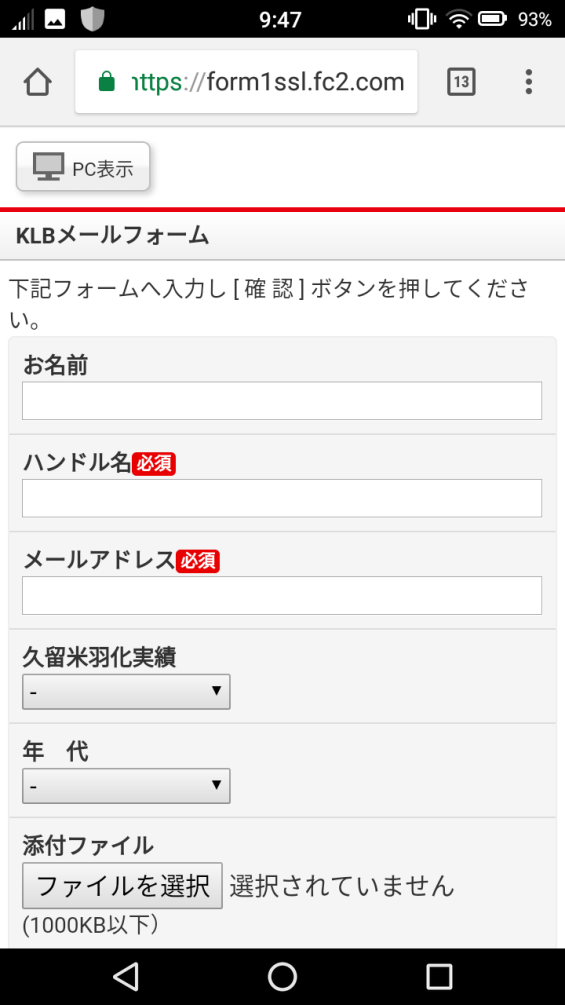 9:47
93%
https://form1ssl.fc2.com
13
PC表示
KLBメールフォーム
下記フォームへ入力し [ 確 認 ] ボタンを押してくださ
い。
お名前
ハンドル名必須
メールアドレス必須
久留米羽化実績
-
年　代
-
添付ファイル
ファイルを選択 選択されていません
(1000KB以下）